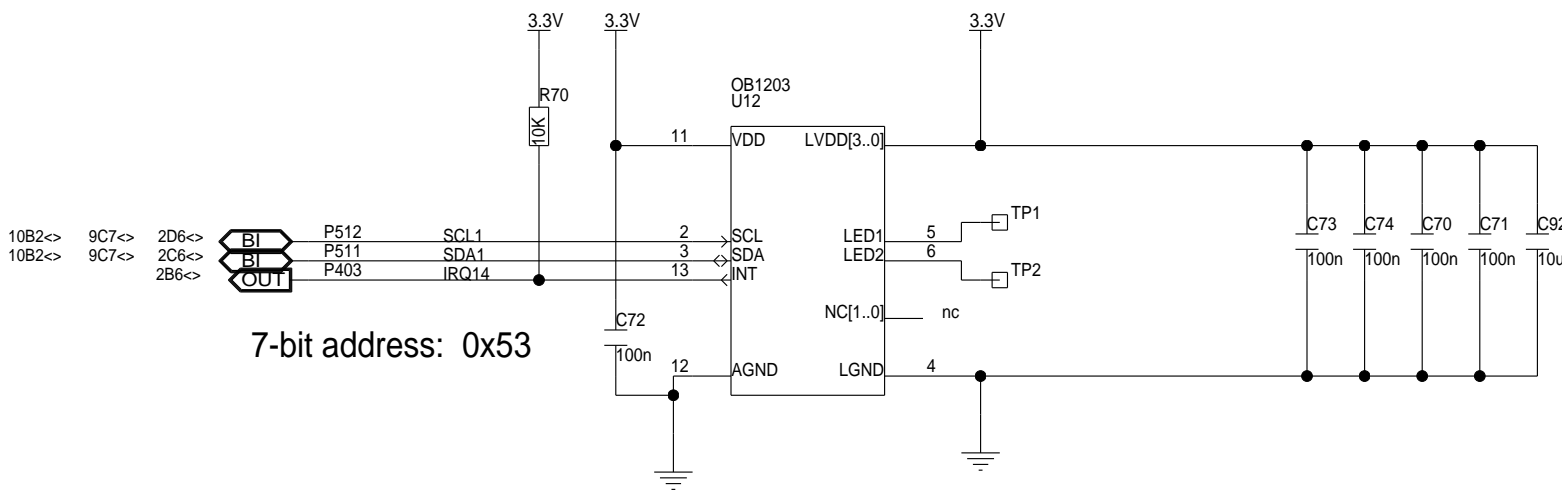 3.3V 3.3V 3.3V
OB1203
U12
R70
10K
11 VDD LVDD[3..0]
TP1
C73 C74 C70 C71 C92
10B2<> 9C7<> 2D6<> BI P512 SCL1 2 SCL LED1 5
10B2<> 9C7<> 2C6<> BI P511 SDA1 3 SDA LED2 6
2B6<> OUT P403 IRQ14 13 INT
100n 100n 100n 100n 10u
TP2
NC[1..0] nc
C72
7-bit address: 0x53
100n
12 AGND LGND 4